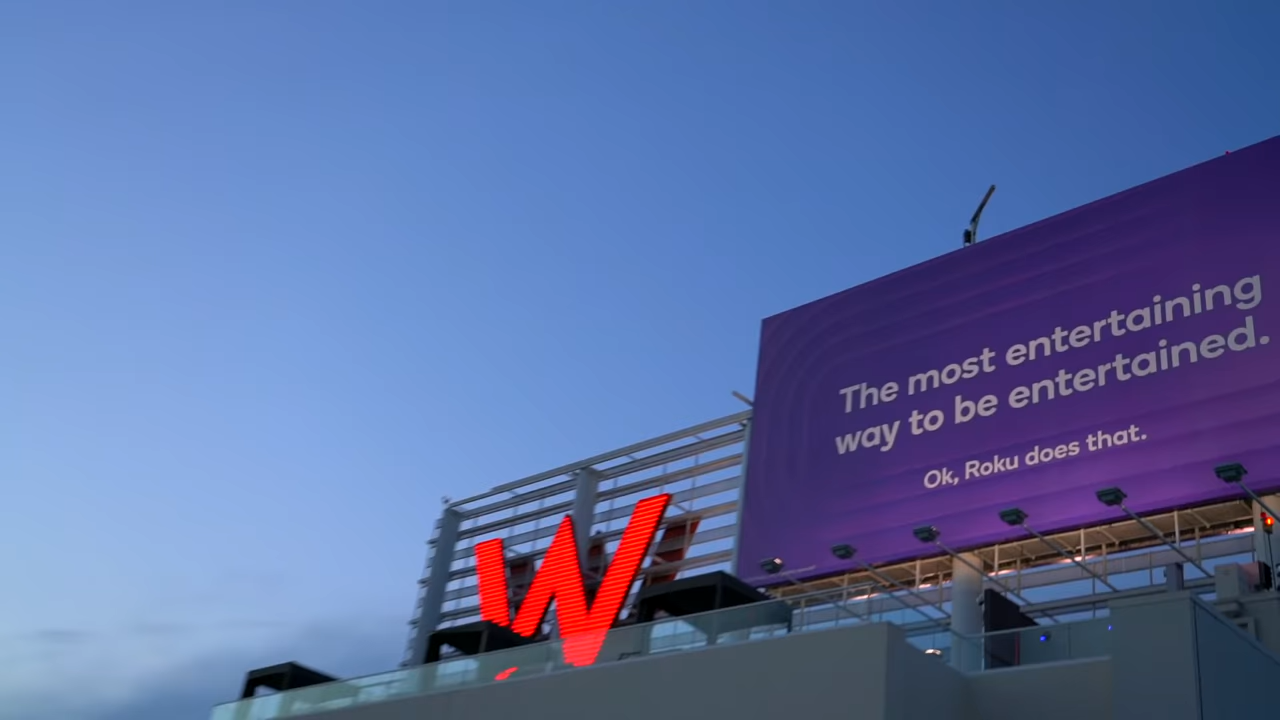 The most entertaining
way to be entertained.
Ok, Roku does that.
W